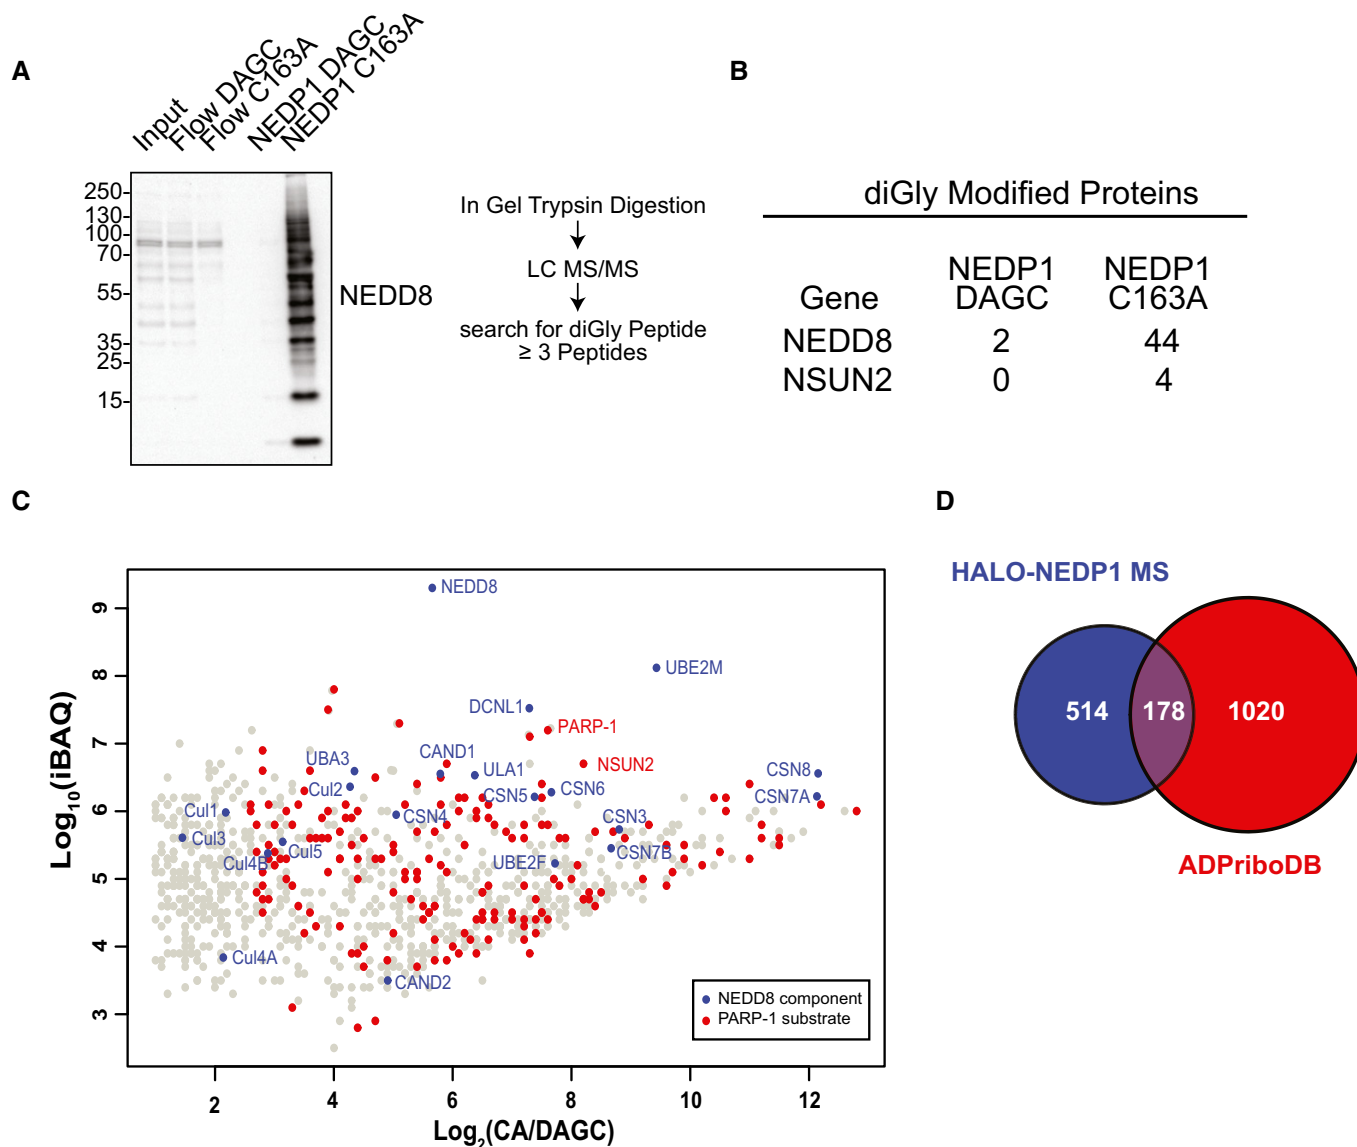 A
Input
Flow DAGC
Flow C163A
NEDP1 DAGC
NEDP1 C163A
250
130
100
70
55
35
25
15
NEDD8
In Gel Trypsin Digestion
LC MS/MS
search for diGly Peptide
≥ 3 Peptides
B
diGly Modified Proteins
Gene NEDP1 DAGC NEDP1 C163A
NEDD8 2 44
NSUN2 0 4
C
Log10(iBAQ)
9
8
7
6
5
4
3
NEDD8
UBE2M
DCNL1
PARP-1
UBA3
CAND1
ULA1
NSUN2
CSN8
Cul2
CSN5
CSN6
CSN7A
Cul1
CSN4
CSN3
Cul3
Cul4B
Cul5
UBE2F
CSN7B
Cul4A
CAND2
NEDD8 component
PARP-1 substrate
2 4 6 8 10 12
Log2(CA/DAGC)
D
HALO-NEDP1 MS
514 178 1020
ADPriboDB